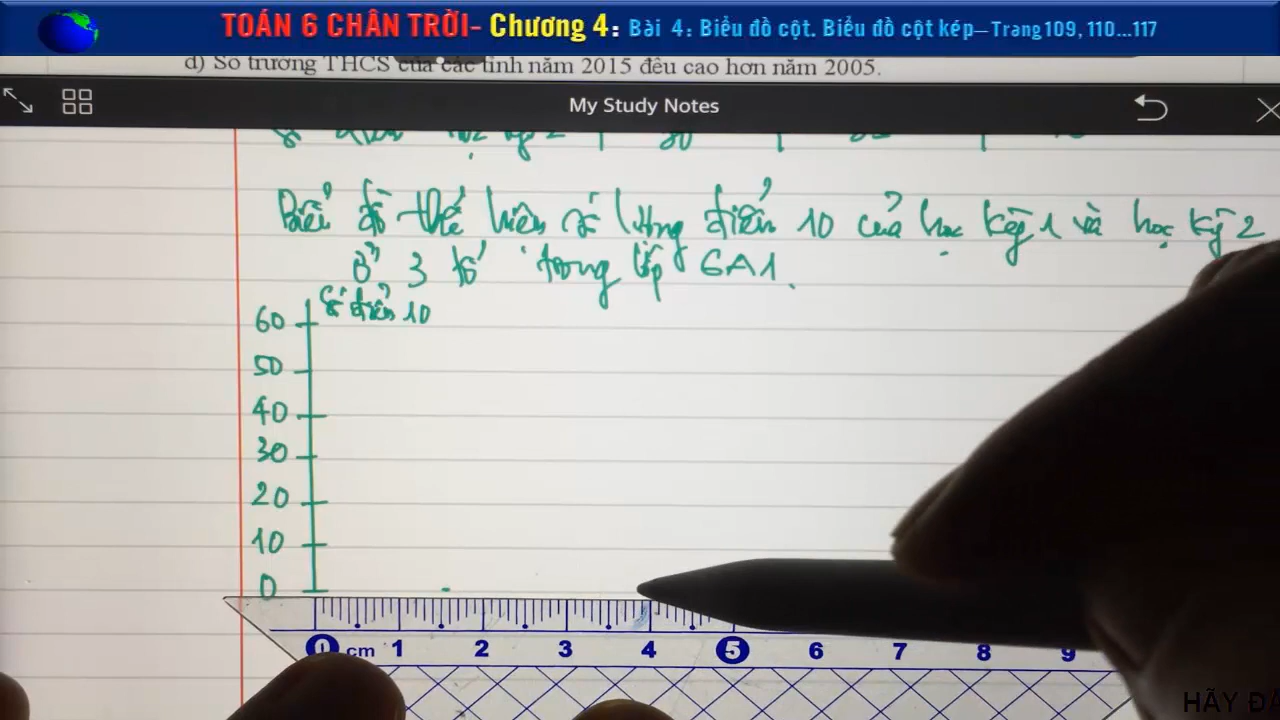 TOÁN 6 CHÂN TRỜI- Chương 4: Bài 4: Biểu đồ cột. Biểu đồ cột kép–Trang109, 110...117
d) Số trường THCS của các tỉnh năm 2015 đều cao hơn năm 2005.
My Study Notes
Biểu đồ thể hiện số lượng điểm 10 của học kỳ 1 và học kỳ 2
ở 3 tổ trong lớp 6A1.
Số điểm 10
60
50
40
30
20
10
0
0 cm 1 2 3 4 5 6 7 8 9
HÃY